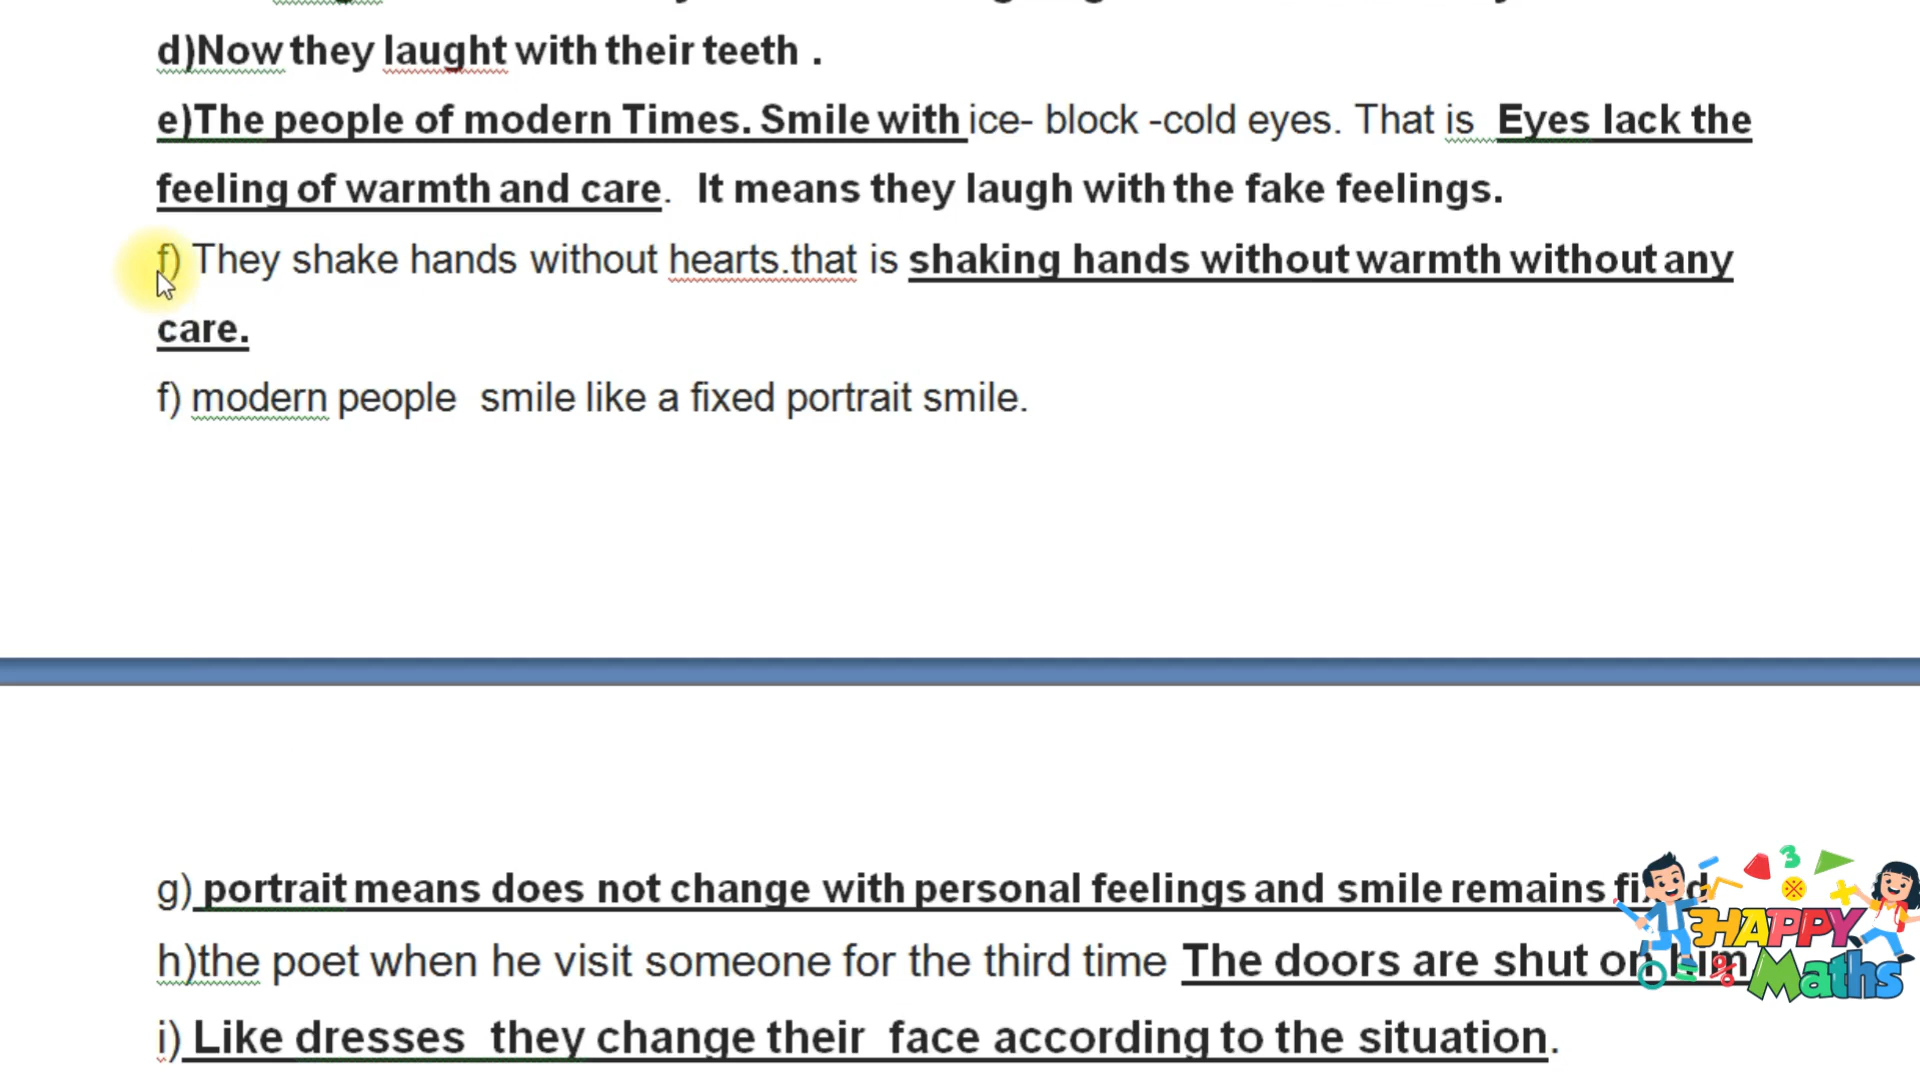 d)Now they laught with their teeth .
e)The people of modern Times. Smile with ice- block -cold eyes. That is Eyes lack the
feeling of warmth and care. It means they laugh with the fake feelings.
f) They shake hands without hearts.that is shaking hands without warmth without any
care.
f) modern people smile like a fixed portrait smile.
g) portrait means does not change with personal feelings and smile remains
h)the poet when he visit someone for the third time The doors are shut on him
i) Like dresses they change their face according to the situation.
3
HAPPY
Maths